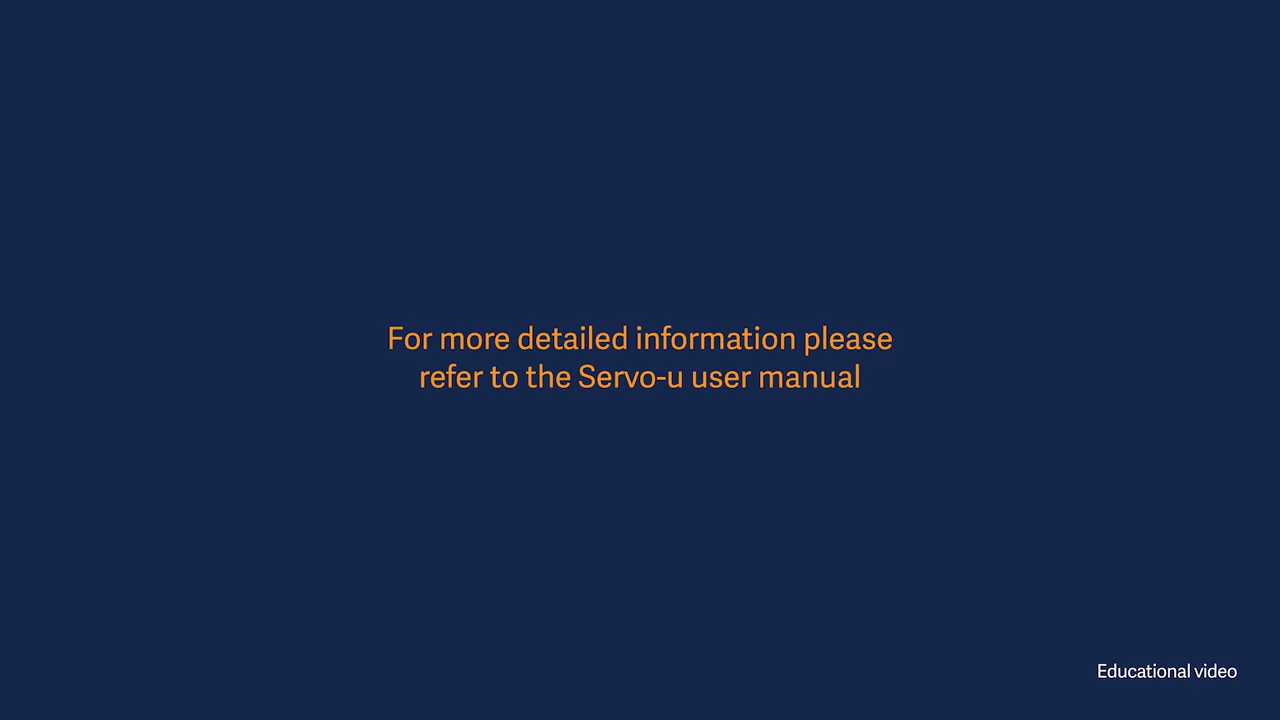 For more detailed information please
refer to the Servo-u user manual
Educational video